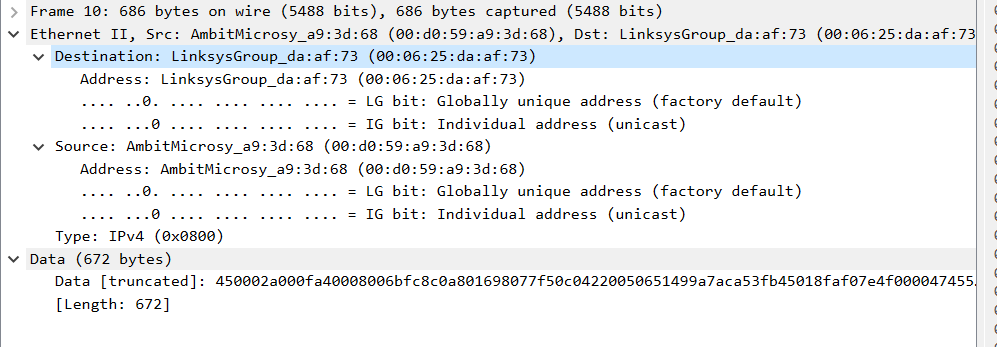 Frame 10: 686 bytes on wire (5488 bits), 686 bytes captured (5488 bits)
Ethernet II, Src: AmbitMicrosy_a9:3d:68 (00:d0:59:a9:3d:68), Dst: LinksysGroup_da:af:73 (00:06:25:da:af:73
Destination: LinksysGroup_da:af:73 (00:06:25:da:af:73)
Address: LinksysGroup_da:af:73 (00:06:25:da:af:73)
.... ..0. .... .... .... .... = LG bit: Globally unique address (factory default)
.... ...0 .... .... .... .... = IG bit: Individual address (unicast)
Source: AmbitMicrosy_a9:3d:68 (00:d0:59:a9:3d:68)
Address: AmbitMicrosy_a9:3d:68 (00:d0:59:a9:3d:68)
.... ..0. .... .... .... .... = LG bit: Globally unique address (factory default)
.... ...0 .... .... .... .... = IG bit: Individual address (unicast)
Type: IPv4 (0x0800)
Data (672 bytes)
Data [truncated]: 450002a000fa40008006bfc8c0a801698077f50c04220050651499a7aca53fb45018faf07e4f000047455
[Length: 672]